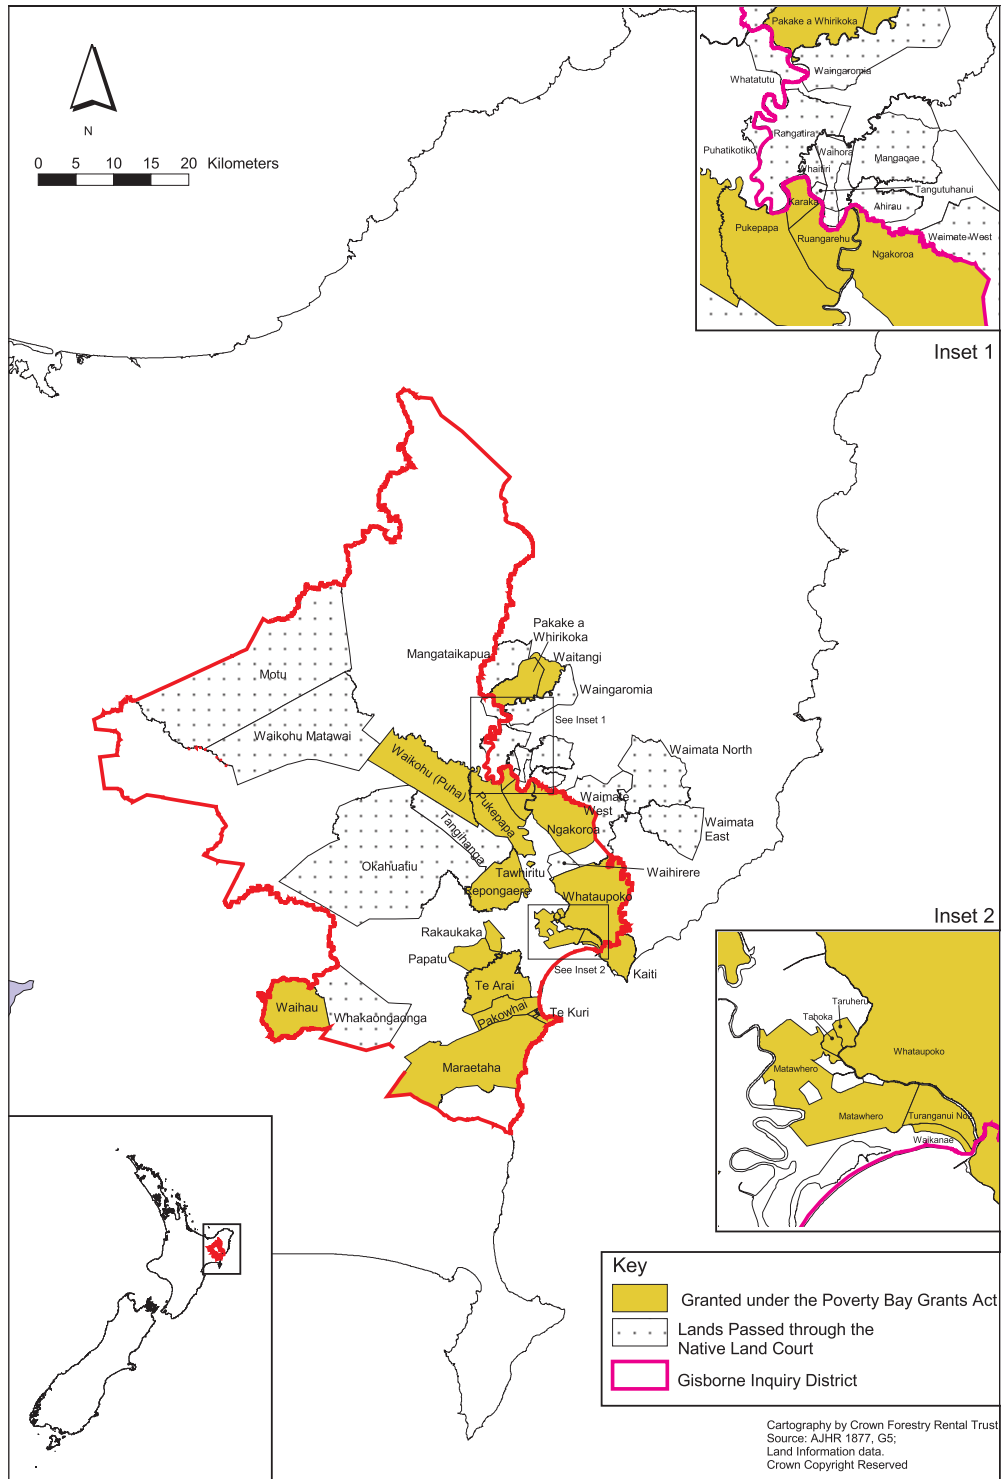 N
0 5 10 15 20 Kilometers
Pakake a Whirikoka
Whatatutu
Waingaromia
Rangatira
Puhatikotiko
Waihora
Mangaoae
Whaitiri
Tangutuhanui
Karaka
Ahirau
Pukepapa
Ruangarehu
Waimate West
Ngakoroa
Inset 1
Pakake a
Whirikoka
Mangataikapua
Waitangi
Motu
Waingaromia
See Inset 1
Waikohu Matawai
Waimata North
Waikohu (Puha)
Pukepapa
Waimate
West
Waimata
East
Tangihanga
Ngakoroa
Okahuatiu
Tawhiritu
Waihirere
Repongaere
Whataupoko
Rakaukaka
Papatu
See Inset 2
Kaiti
Te Arai
Waihau
Whakaongaonga
Pakowhai
Te Kuri
Maraetaha
Inset 2
Taruheru
Tahoka
Whataupoko
Matawhero
Matawhero
Turanganui No2
Waikanae
Key
Granted under the Poverty Bay Grants Act
Lands Passed through the
Native Land Court
Gisborne Inquiry District
Cartography by Crown Forestry Rental Trust
Source: AJHR 1877, G5;
Land Information data.
Crown Copyright Reserved